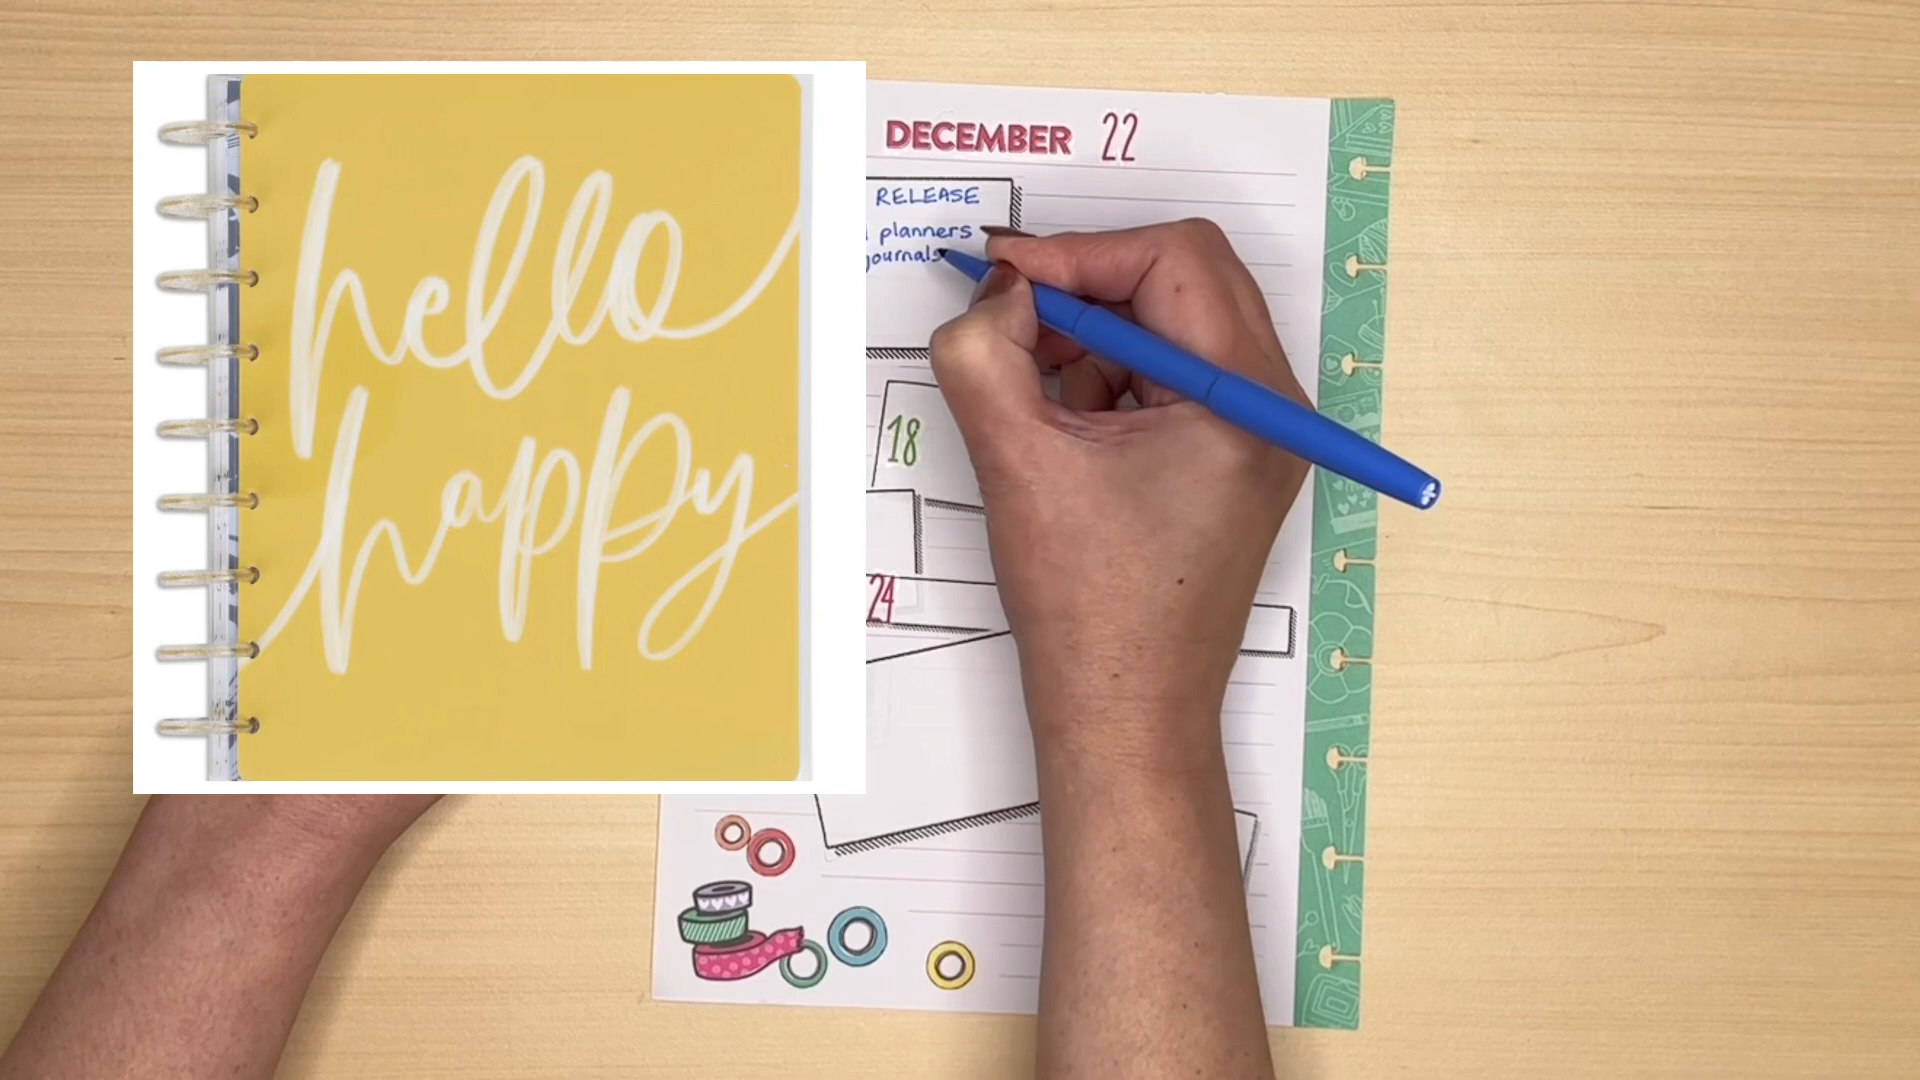 hello
happy
DECEMBER 22
RELEASE
planners
journals
18
24